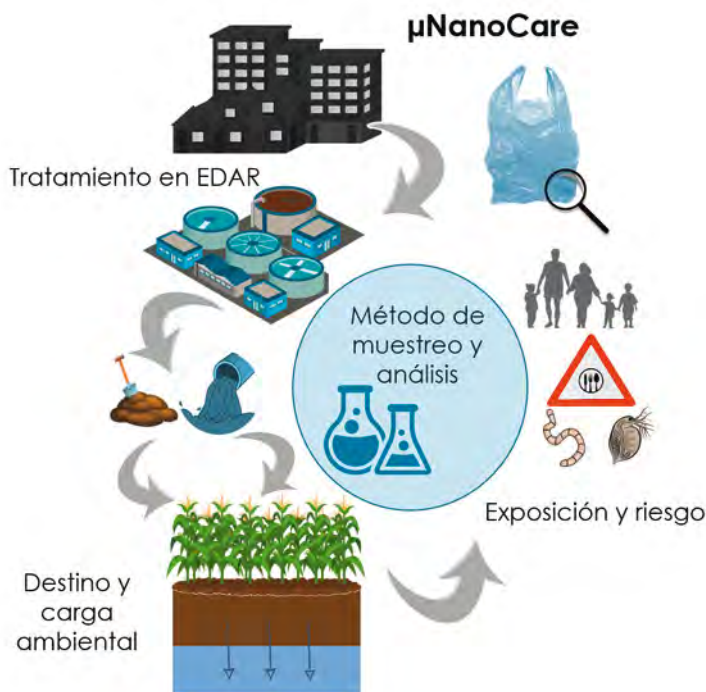 µNanoCare
Tratamiento en EDAR
Método de
muestreo y
análisis
Exposición y riesgo
Destino y
carga
ambiental